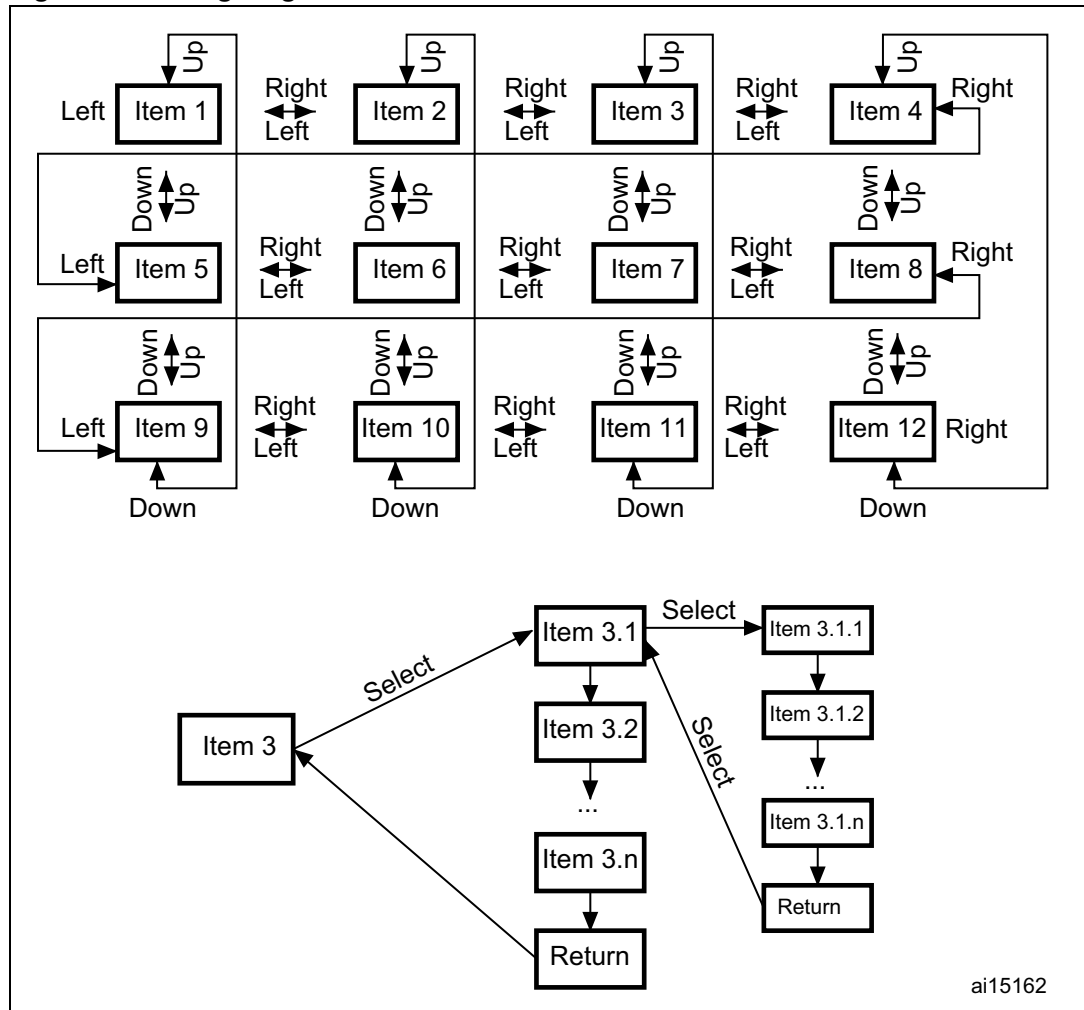 Up Up Up Up
Left Item 1 Right Left Item 2 Right Left Item 3 Right Left Item 4 Right
Down Up Down Up Down Up Down Up
Left Item 5 Right Left Item 6 Right Left Item 7 Right Left Item 8 Right
Down Up Down Up Down Up Down Up
Left Item 9 Right Left Item 10 Right Left Item 11 Right Left Item 12 Right
Down Down Down Down
Item 3.1 Select Item 3.1.1
Select
Item 3 Item 3.2 Select Item 3.1.2
... ...
Item 3.n Item 3.1.n
Return Return
ai15162